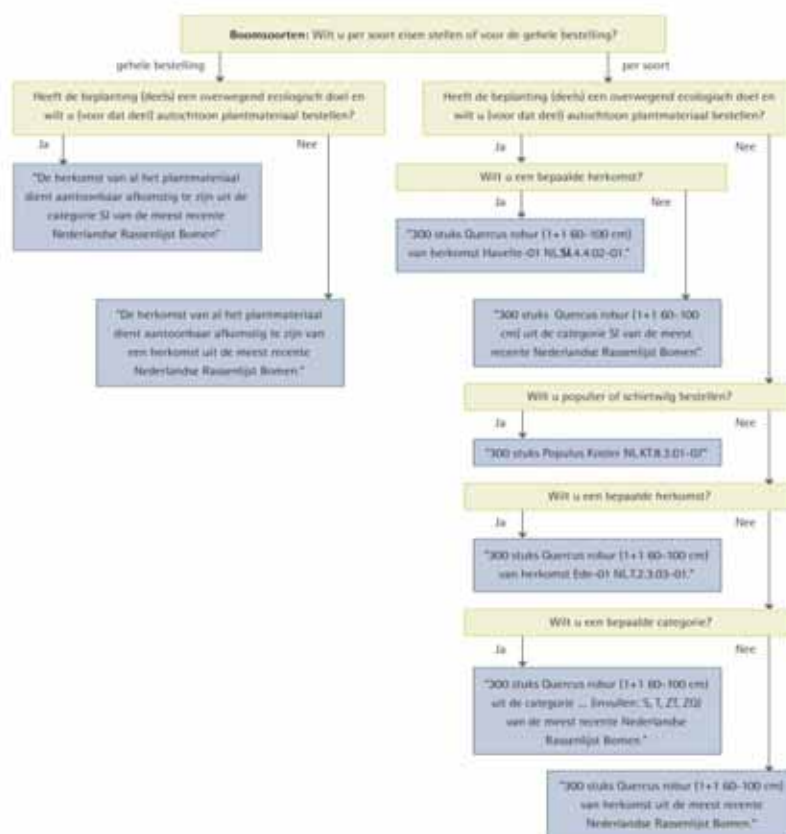 Boomsoorten: Wilt u per soort eisen stellen of voor de gehele bestelling?
gehele bestelling
per soort
Heeft de beplanting (deels) een overwegend ecologisch doel en
wilt u (voor dat deel) autochtoon plantmateriaal bestellen?
Ja
Nee
"De herkomst van al het plantmateriaal
dient aantoonbaar afkomstig te zijn uit de
categorie SI van de meest recente
Nederlandse Rassenlijst Bomen"
"De herkomst van al het plantmateriaal
dient aantoonbaar afkomstig te zijn van
een herkomst uit de meest recente
Nederlandse Rassenlijst Bomen."
Heeft de beplanting (deels) een overwegend ecologisch doel en
wilt u (voor dat deel) autochtoon plantmateriaal bestellen?
Ja
Nee
Wilt u een bepaalde herkomst?
Ja
Nee
"300 stuks Quercus robur (1+1 60-100 cm)
van herkomst Havelte-01 NL.SI.4.4.02-01."
"300 stuks Quercus robur (1+1 60-100
cm) uit de categorie SI van de meest
recente Nederlandse Rassenlijst Bomen"
Wilt u populier of schietwilg bestellen?
Ja
Nee
"300 stuks Populus Koster NL.KT.8.3.01-02"
Wilt u een bepaalde herkomst?
Ja
Nee
"300 stuks Quercus robur (1+1 60-100 cm)
van herkomst Ede-01 NL.T.2.3.03-01."
Wilt u een bepaalde categorie?
Ja
Nee
"300 stuks Quercus robur (1+1 60-100 cm)
uit de categorie ... (invullen: S, T, ZT, ZQ)
van de meest recente Nederlandse
Rassenlijst Bomen."
"300 stuks Quercus robur (1+1 60-100 cm)
van herkomst uit de meest recente
Nederlandse Rassenlijst Bomen."